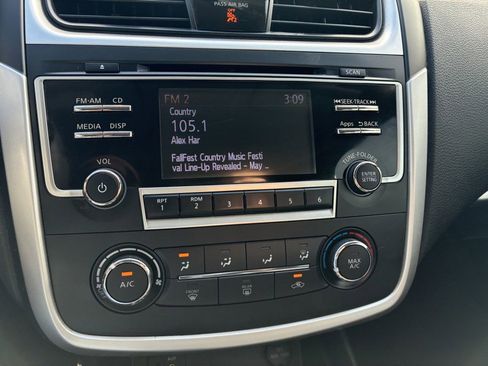 PASS AIR BAG
OFF
SCAN
FM·AM CD
FM 2 3:09
SEEK·TRACK
Country
105.1
Alex Har
MEDIA DISP
Apps BACK
FallFest Country Music Festi
val Line-Up Revealed - May ...
VOL
TUNE·FOLDER
ENTER
SETTING
RPT
1
RDM
2
3 4 5 6
A/C
MAX
A/C
FRONT
REAR